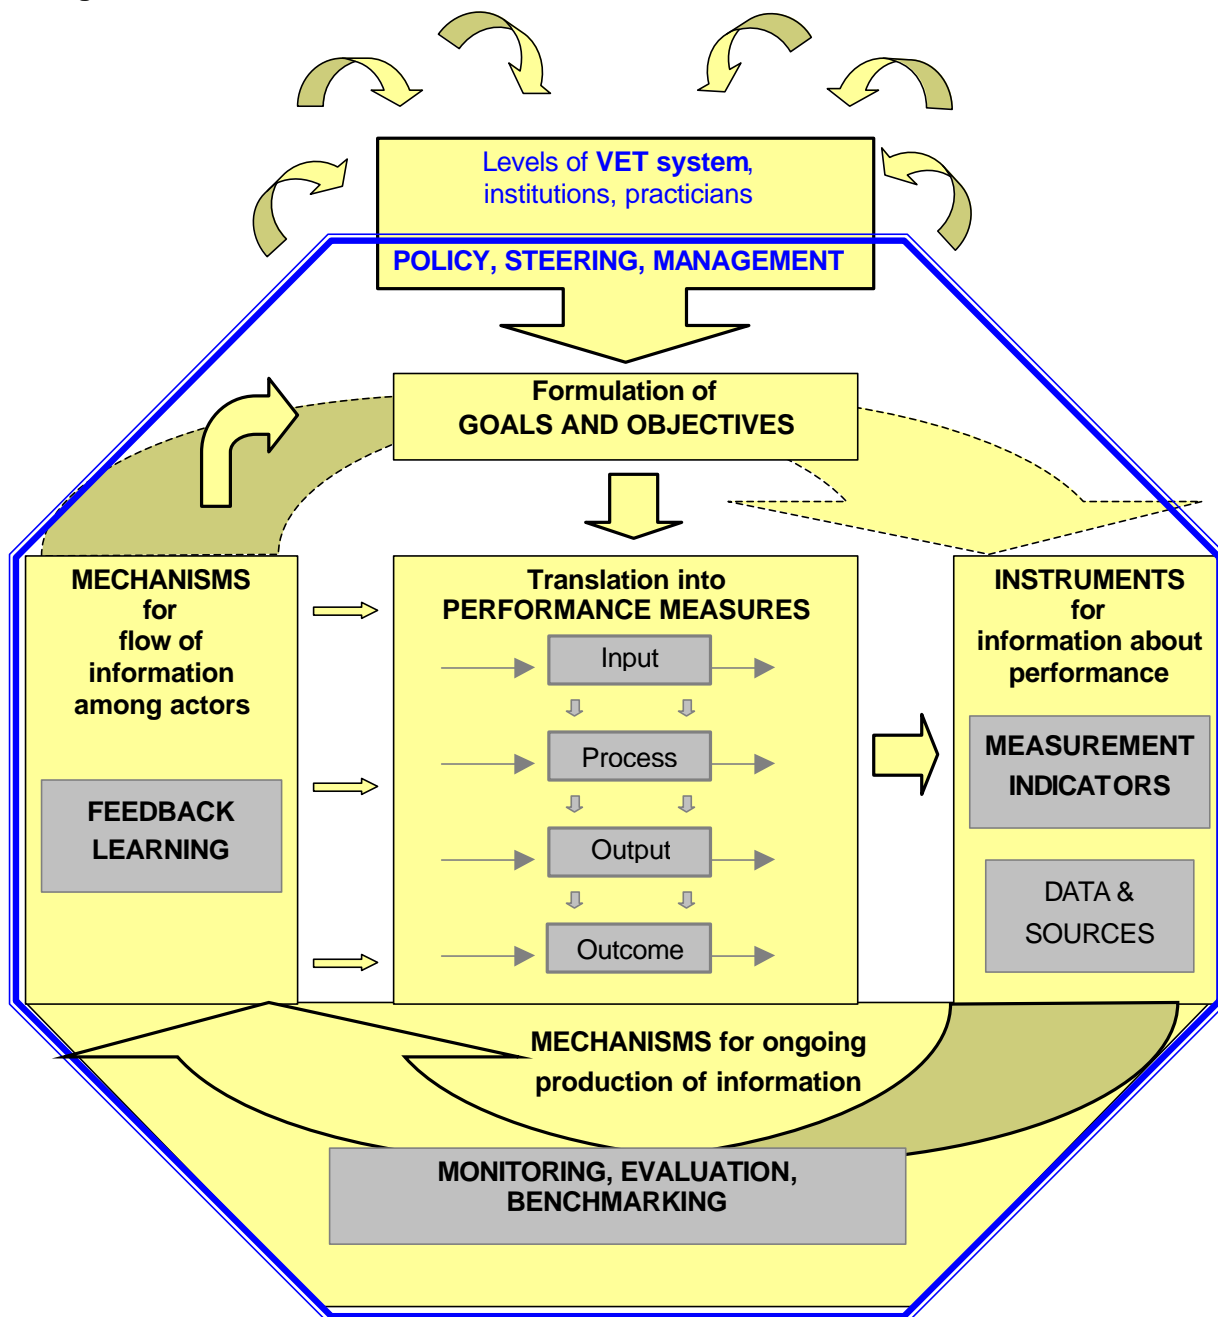 Levels of VET system,
institutions, practicians
POLICY, STEERING, MANAGEMENT
Formulation of
GOALS AND OBJECTIVES
MECHANISMS
for
flow of
information
among actors
FEEDBACK
LEARNING
Translation into
PERFORMANCE MEASURES
Input
Process
Output
Outcome
INSTRUMENTS
for
information about
performance
MEASUREMENT
INDICATORS
DATA &
SOURCES
MECHANISMS for ongoing
production of information
MONITORING, EVALUATION,
BENCHMARKING